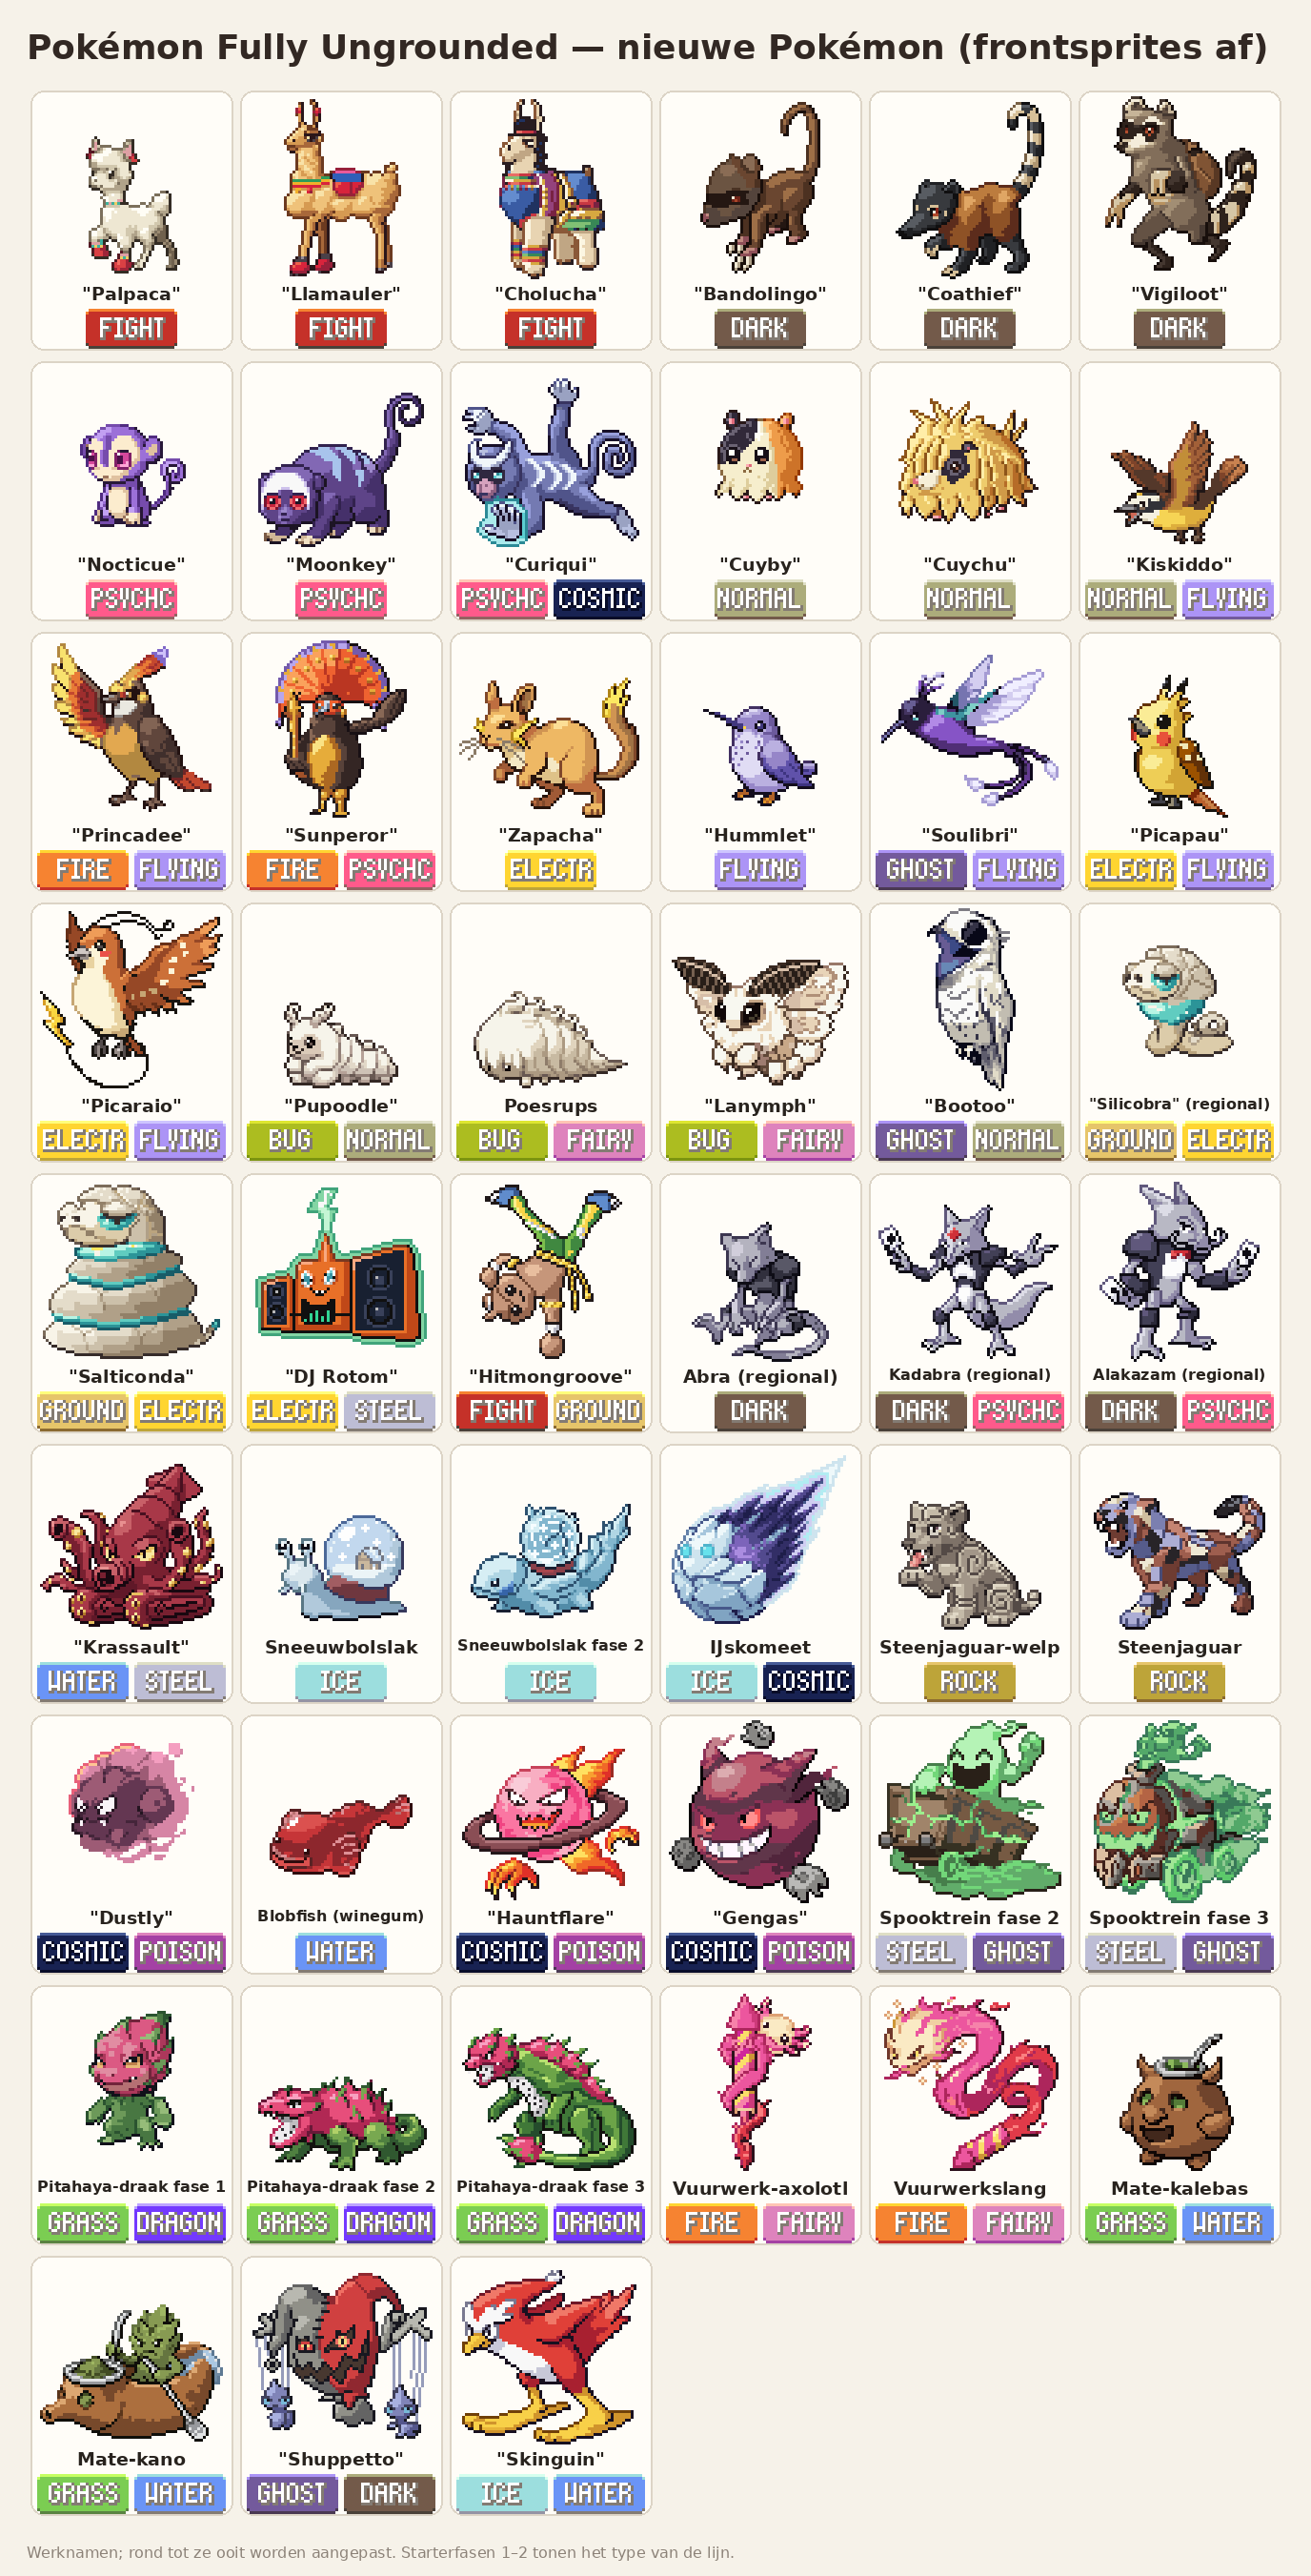 Pokémon Fully Ungrounded — nieuwe Pokémon (frontsprites af)
"Palpaca" "Llamauler" "Cholucha" "Bandolingo" "Coathief" "Vigiloot"
FIGHT FIGHT FIGHT DARK DARK DARK
"Nocticue" "Moonkey" "Curiqui" "Cuyby" "Cuychu" "Kiskiddo"
PSYCHC PSYCHC PSYCHC COSMIC NORMAL NORMAL NORMAL FLYING
"Princadee" "Sunperor" "Zapacha" "Hummlet" "Soulibri" "Picapau"
FIRE FLYING FIRE PSYCHC ELECTR FLYING GHOST FLYING ELECTR FLYING
"Picaraio" "Pupoodle" Poesrups "Lanymph" "Bootoo" "Silicobra" (regional)
ELECTR FLYING BUG NORMAL BUG FAIRY BUG FAIRY GHOST NORMAL GROUND ELECTR
"Salticonda" "DJ Rotom" "Hitmongroove" Abra (regional) Kadabra (regional) Alakazam (regional)
GROUND ELECTR ELECTR STEEL FIGHT GROUND DARK DARK PSYCHC DARK PSYCHC
"Krassault" Sneeuwbolslak Sneeuwbolslak fase 2 IJskomeet Steenjaguar-welp Steenjaguar
WATER STEEL ICE ICE ICE COSMIC ROCK ROCK
"Dustly" Blobfish (winegum) "Hauntflare" "Gengas" Spooktrein fase 2 Spooktrein fase 3
COSMIC POISON WATER COSMIC POISON COSMIC POISON STEEL GHOST STEEL GHOST
Pitahaya-draak fase 1 Pitahaya-draak fase 2 Pitahaya-draak fase 3 Vuurwerk-axolotl Vuurwerkslang Mate-kalebas
GRASS DRAGON GRASS DRAGON GRASS DRAGON FIRE FAIRY FIRE FAIRY GRASS WATER
Mate-kano "Shuppetto" "Skinguin"
GRASS WATER GHOST DARK ICE WATER
Werknamen; rond tot ze ooit worden aangepast. Starterfasen 1–2 tonen het type van de lijn.